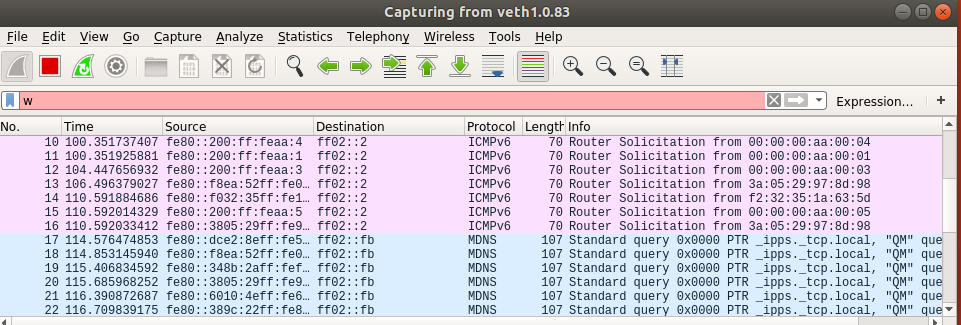 Capturing from veth1.0.83
File Edit View Go Capture Analyze Statistics Telephony Wireless Tools Help
w Expression… +
No. Time Source Destination Protocol Length Info
10 100.351737407 fe80::200:ff:feaa:4 ff02::2 ICMPv6 70 Router Solicitation from 00:00:00:aa:00:04
11 100.351925881 fe80::200:ff:feaa:1 ff02::2 ICMPv6 70 Router Solicitation from 00:00:00:aa:00:01
12 104.447656932 fe80::200:ff:feaa:3 ff02::2 ICMPv6 70 Router Solicitation from 00:00:00:aa:00:03
13 106.496379027 fe80::f8ea:52ff:fe0… ff02::2 ICMPv6 70 Router Solicitation from 3a:05:29:97:8d:98
14 110.591884686 fe80::f032:35ff:fe1… ff02::2 ICMPv6 70 Router Solicitation from f2:32:35:1a:63:5d
15 110.592014329 fe80::200:ff:feaa:5 ff02::2 ICMPv6 70 Router Solicitation from 00:00:00:aa:00:05
16 110.592033412 fe80::3805:29ff:fe9… ff02::2 ICMPv6 70 Router Solicitation from 3a:05:29:97:8d:98
17 114.576474853 fe80::dce2:8eff:fe5… ff02::fb MDNS 107 Standard query 0x0000 PTR _ipps._tcp.local, "QM" que
18 114.853145940 fe80::f8ea:52ff:fe0… ff02::fb MDNS 107 Standard query 0x0000 PTR _ipps._tcp.local, "QM" que
19 115.406834592 fe80::348b:2aff:fef… ff02::fb MDNS 107 Standard query 0x0000 PTR _ipps._tcp.local, "QM" que
20 115.685968252 fe80::3805:29ff:fe9… ff02::fb MDNS 107 Standard query 0x0000 PTR _ipps._tcp.local, "QM" que
21 116.390872687 fe80::6010:4eff:fe6… ff02::fb MDNS 107 Standard query 0x0000 PTR _ipps._tcp.local, "QM" que
22 116.709839175 fe80::389c:22ff:fe8… ff02::fb MDNS 107 Standard query 0x0000 PTR _ipps._tcp.local, "QM" que